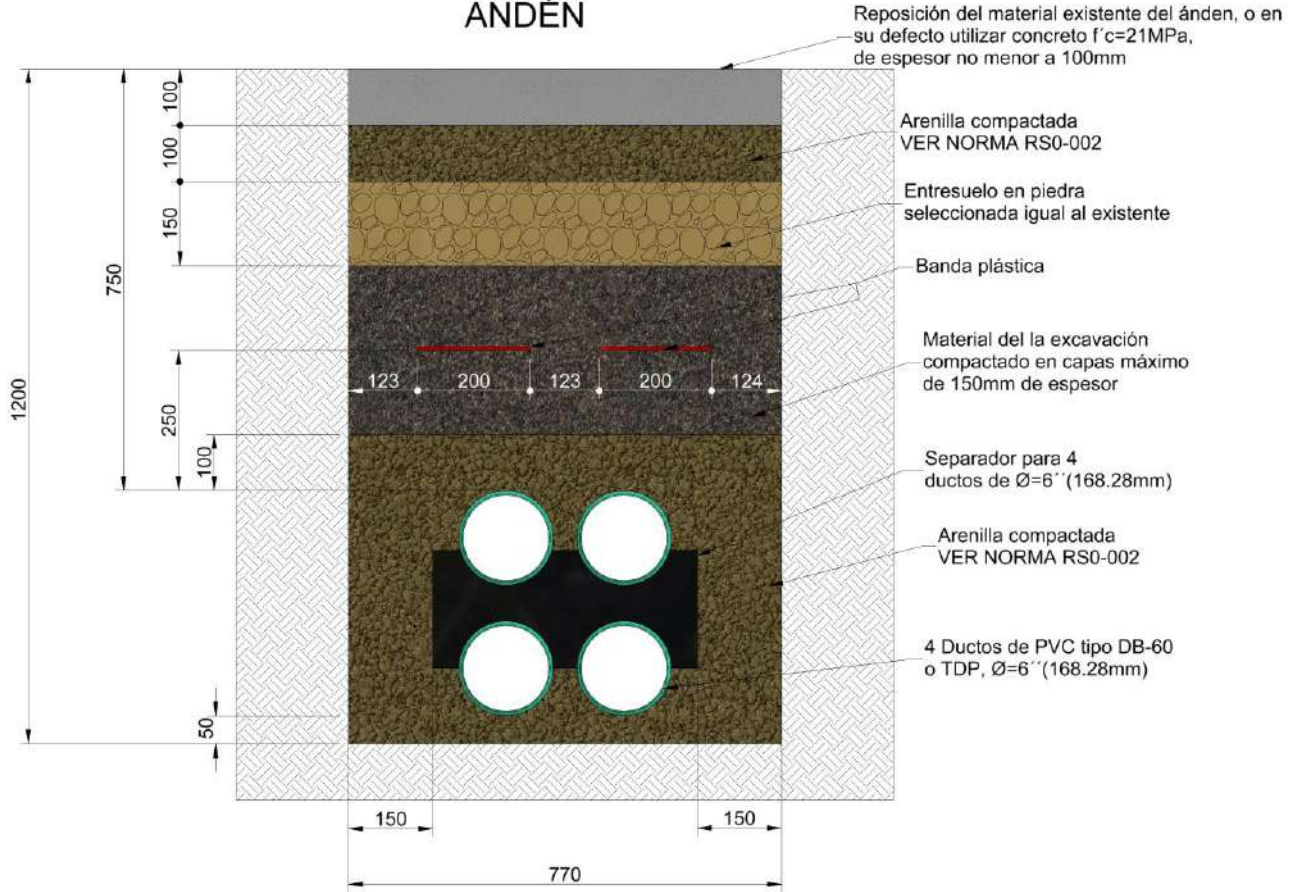 ANDÉN
Reposición del material existente del ánden, o en
su defecto utilizar concreto f´c=21MPa,
de espesor no menor a 100mm
Arenilla compactada
VER NORMA RS0-002
Entresuelo en piedra
seleccionada igual al existente
Banda plástica
Material del la excavación
compactado en capas máximo
de 150mm de espesor
Separador para 4
ductos de Ø=6´´(168.28mm)
Arenilla compactada
VER NORMA RS0-002
4 Ductos de PVC tipo DB-60
o TDP, Ø=6´´(168.28mm)
100
100
150
750
1200
250
100
50
123 200 123 200 124
150 150
770